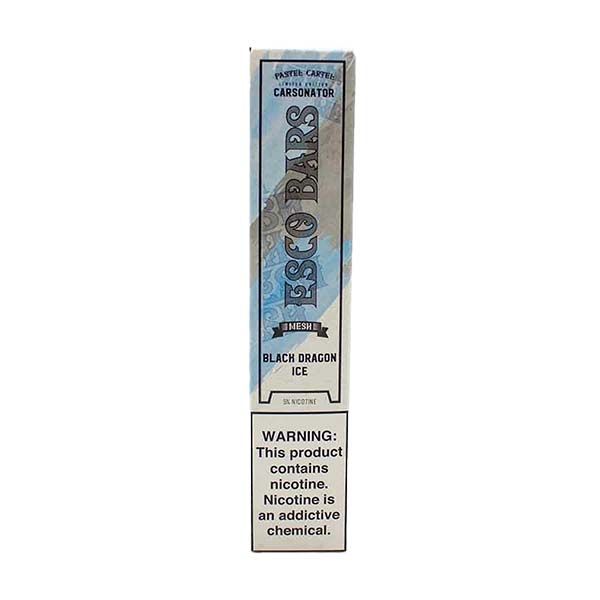 PASTEL CARTEL
LIMITED EDITION
CARSONATOR
ESCO BARS
MESH
BLACK DRAGON
ICE
5% NICOTINE
WARNING:
This product
contains
nicotine.
Nicotine is
an addictive
chemical.